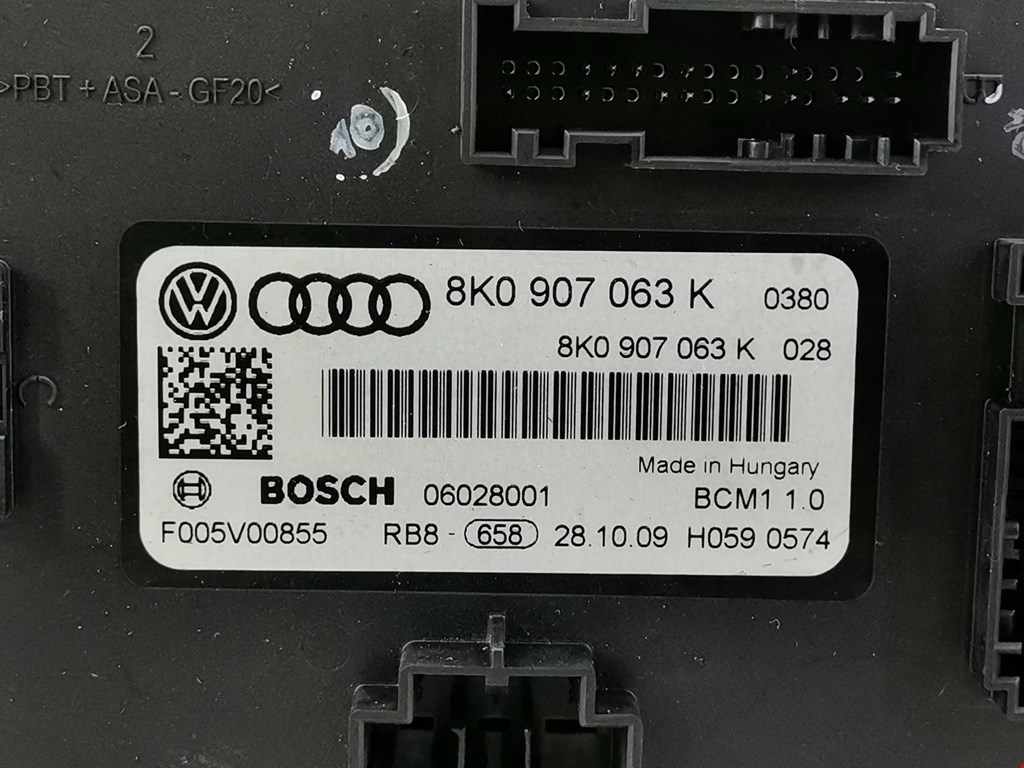 2
>PBT + ASA - GF20<
B
8K0 907 063 K 0380
8K0 907 063 K 028
Made in Hungary
BOSCH 06028001 BCM1 1.0
F005V00855 RB8 - 658 28.10.09 H059 0574